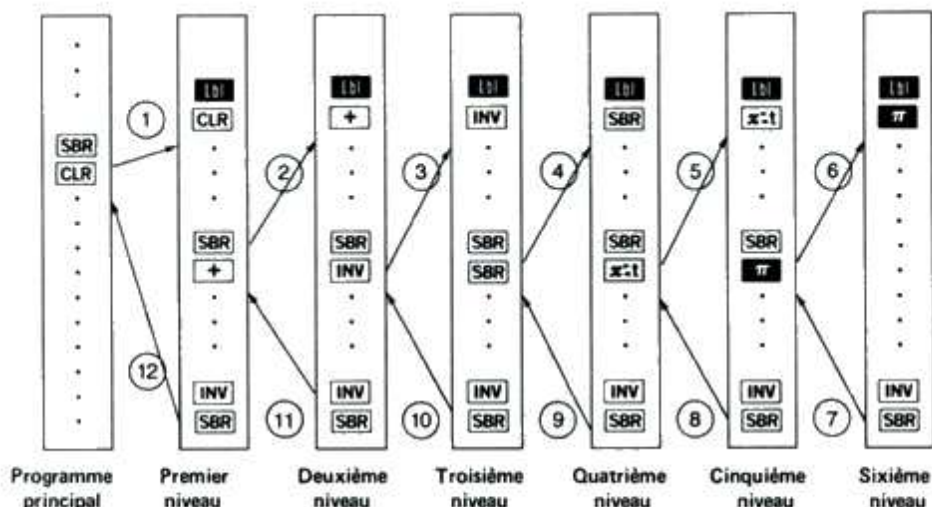 Lbl Lbl Lbl Lbl Lbl Lbl
1 CLR + INV SBR x⇄t 6 π
SBR
CLR
2 3 4 5
SBR SBR SBR SBR SBR
+ INV SBR x⇄t π
12
INV INV INV INV INV INV
SBR 11 SBR 10 SBR 9 SBR 8 SBR 7 SBR
Programme Premier Deuxième Troisième Quatrième Cinquiéme Sixième
principal niveau niveau niveau niveau niveau niveau